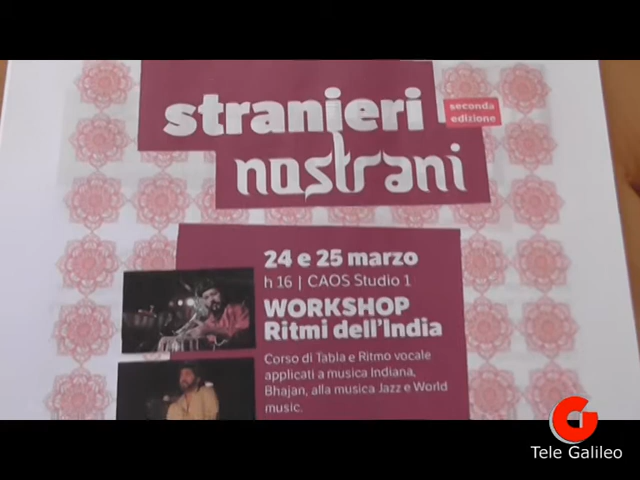 stranieri
seconda
edizione
nostrani
24 e 25 marzo
h 16 | CAOS Studio 1
WORKSHOP
Ritmi dell'India
Corso di Tabla e Ritmo vocale
applicati a musica Indiana,
Bhajan, alla musica Jazz e World
music.
Tele Galileo